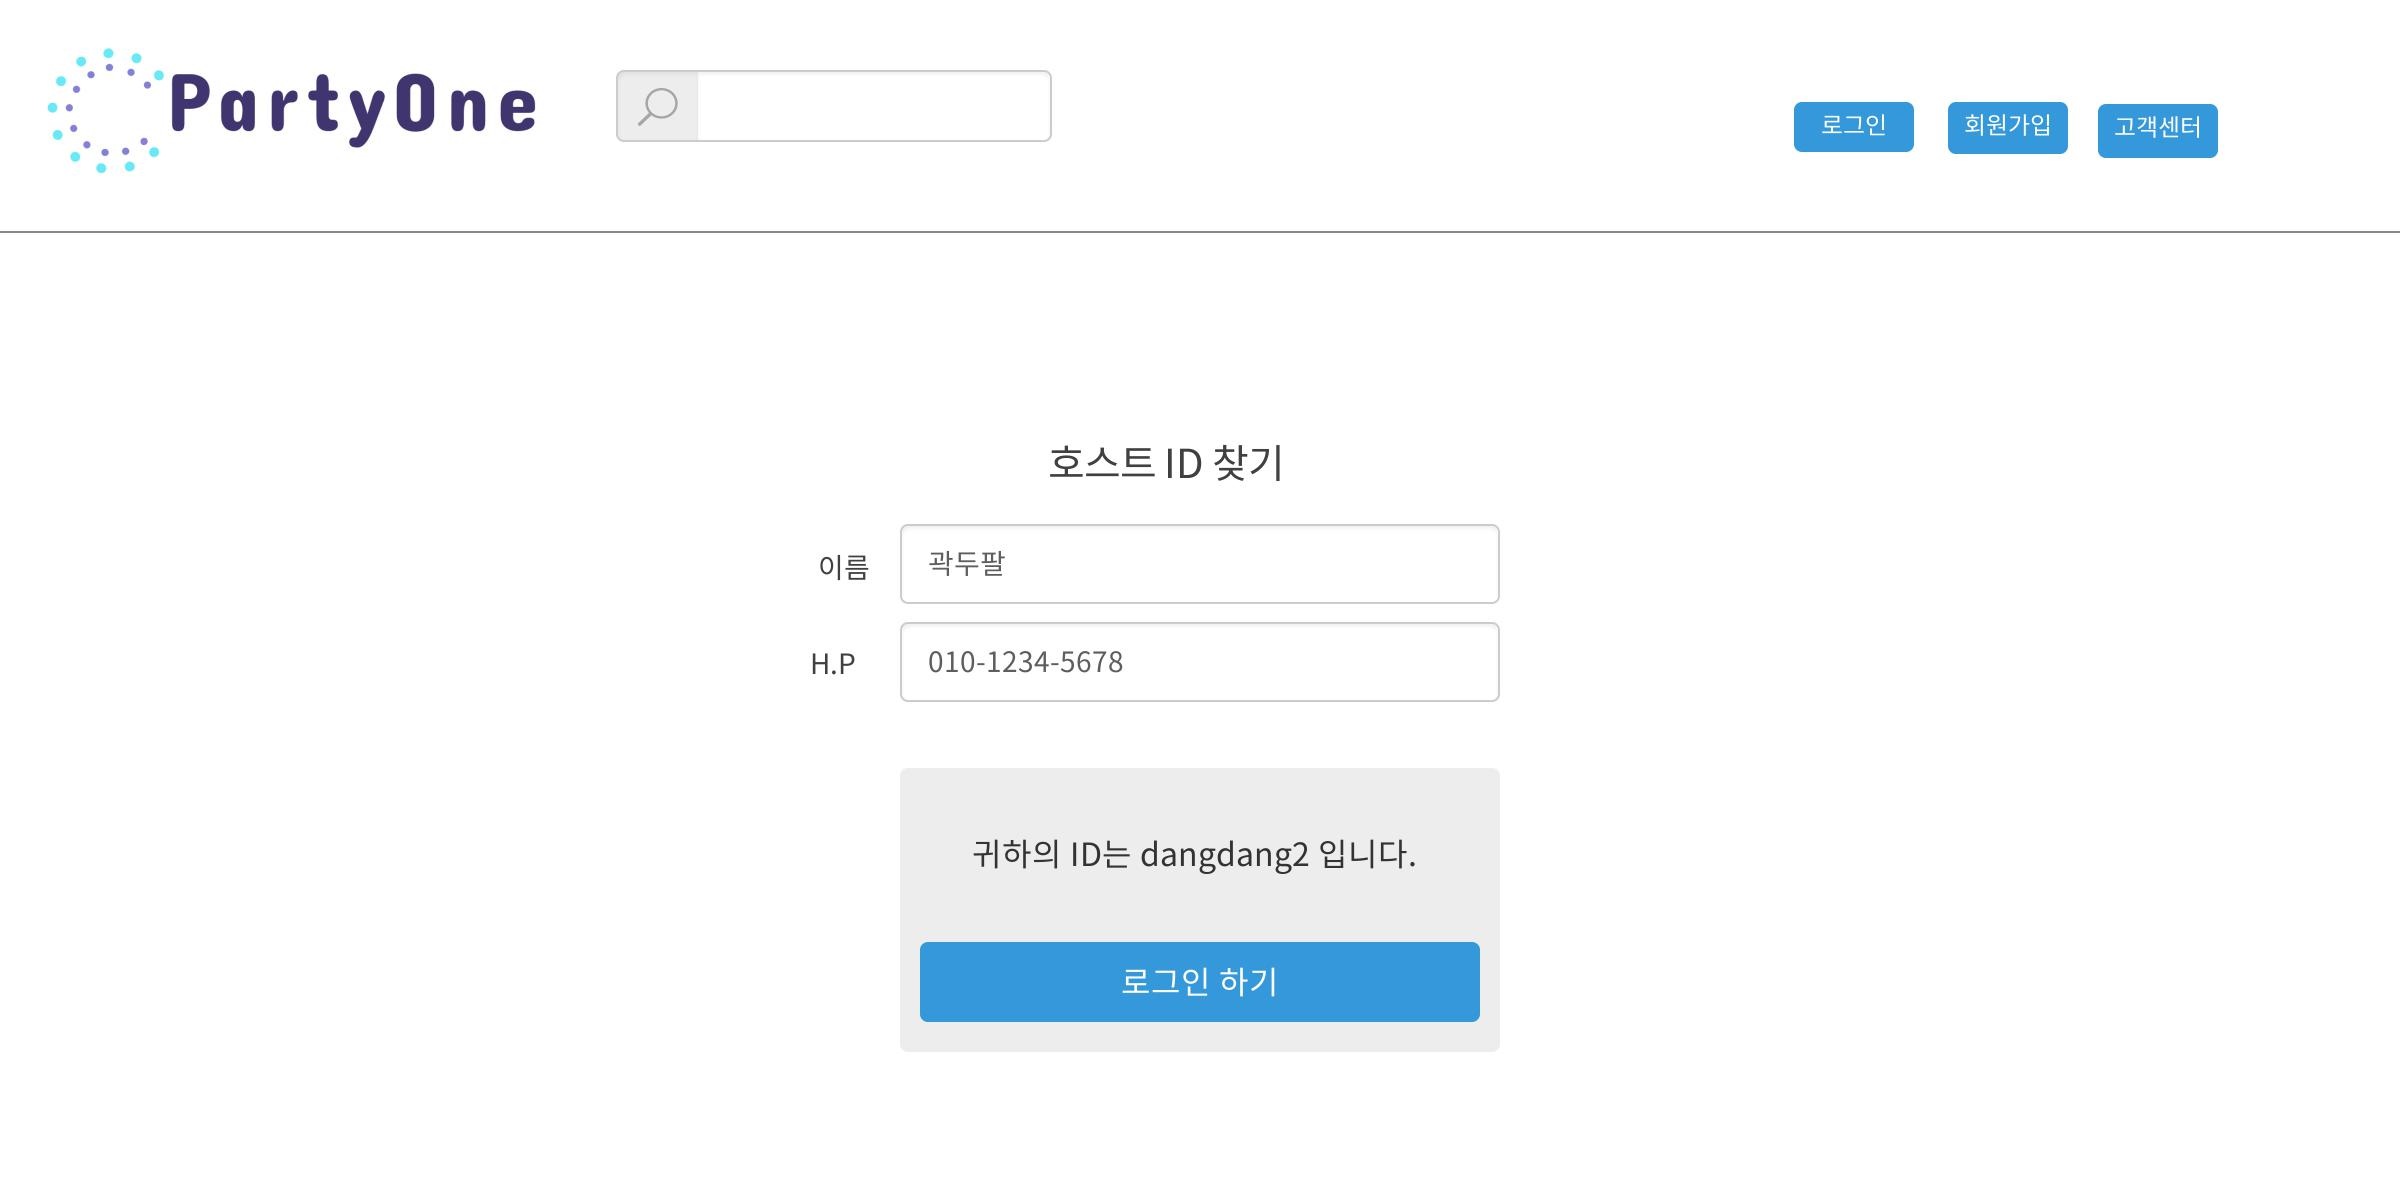 PartyOne
로그인 회원가입 고객센터
호스트 ID 찾기
이름 곽두팔
H.P 010-1234-5678
귀하의 ID는 dangdang2 입니다.
로그인 하기